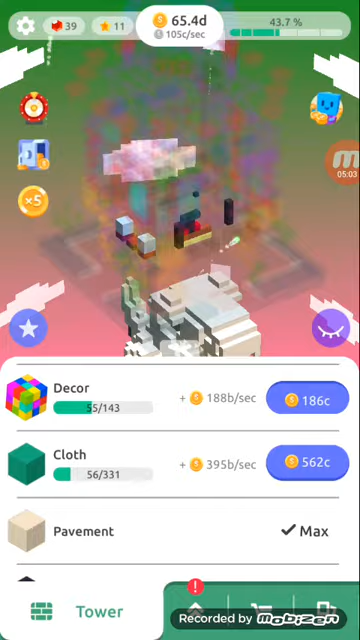 39
11
65.4d
105c/sec
43.7 %
×5
05:03
Decor
55/143
+ 188b/sec
186c
Cloth
56/331
+ 395b/sec
562c
Pavement
Max
!
Tower
Recorded by mobizen